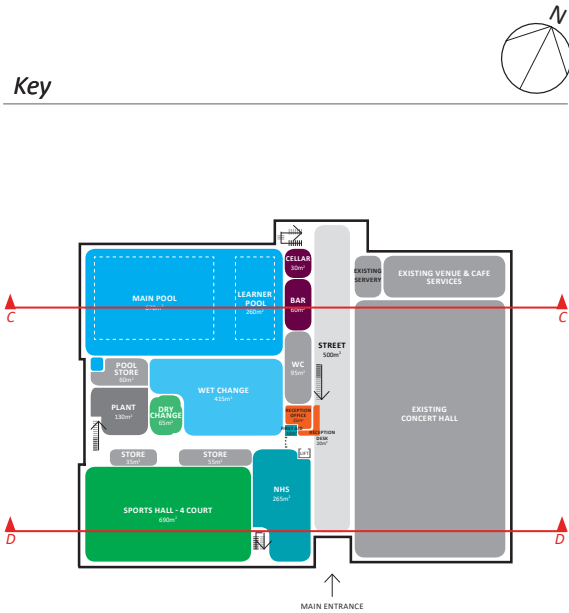 N
Key
CELLAR
30m²
EXISTING
SERVERY
EXISTING VENUE & CAFE
SERVICES
MAIN POOL
LEARNER
POOL
260m²
BAR
60m²
C
C
STREET
500m²
WC
95m²
POOL
STORE
60m²
WET CHANGE
415m²
PLANT
130m²
DRY
CHANGE
65m²
RECEPTION
OFFICE
EXISTING
CONCERT HALL
RECEPTION
DESK
20m²
LIFT
STORE
35m²
STORE
55m²
NHS
265m²
SPORTS HALL - 4 COURT
690m²
D
D
MAIN ENTRANCE